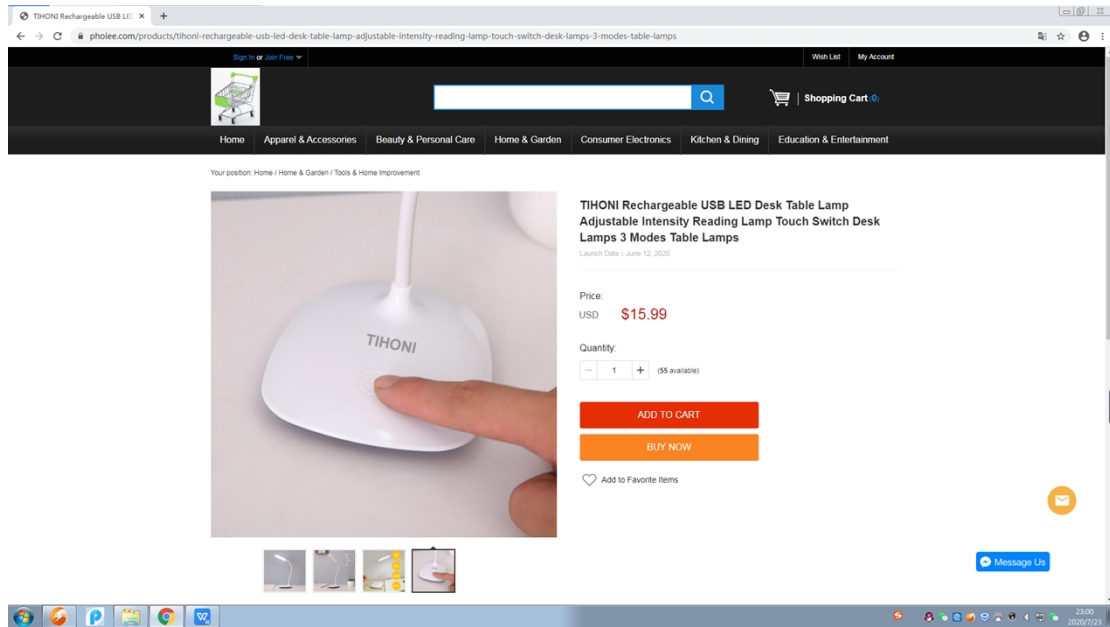 TIHONI Rechargeable USB LE
phoiee.com/products/tihoni-rechargeable-usb-led-desk-table-lamp-adjustable-intensity-reading-lamp-touch-switch-desk-lamps-3-modes-table-lamps
Sign In or Join Free
Wish List My Account
Shopping Cart (0)
Home Apparel & Accessories Beauty & Personal Care Home & Garden Consumer Electronics Kitchen & Dining Education & Entertainment
Your position: Home / Home & Garden / Tools & Home Improvement
TIHONI
TIHONI Rechargeable USB LED Desk Table Lamp
Adjustable Intensity Reading Lamp Touch Switch Desk
Lamps 3 Modes Table Lamps
Launch Date : June 12, 2020
Price:
USD $15.99
Quantity:
1 (55 available)
ADD TO CART
BUY NOW
Add to Favorite Items
Message Us
23:00
2020/7/23